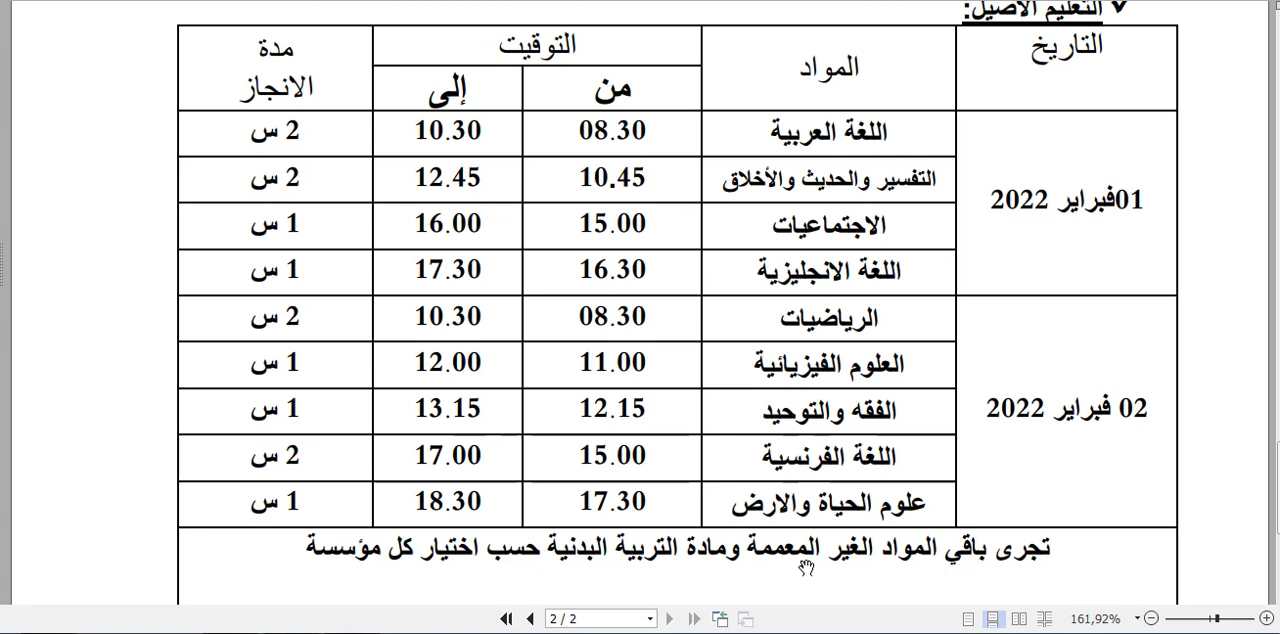 ✓ التعليم الاصيل:
التاريخ المواد التوقيت مدة الانجاز
من إلى
01فبراير 2022 اللغة العربية 08.30 10.30 2 س
التفسير والحديث والأخلاق 10.45 12.45 2 س
الاجتماعيات 15.00 16.00 1 س
اللغة الانجليزية 16.30 17.30 1 س
02 فبراير 2022 الرياضيات 08.30 10.30 2 س
العلوم الفيزيائية 11.00 12.00 1 س
الفقه والتوحيد 12.15 13.15 1 س
اللغة الفرنسية 15.00 17.00 2 س
علوم الحياة والارض 17.30 18.30 1 س
تجرى باقي المواد الغير المعممة ومادة التربية البدنية حسب اختيار كل مؤسسة
2 / 2 161,92%